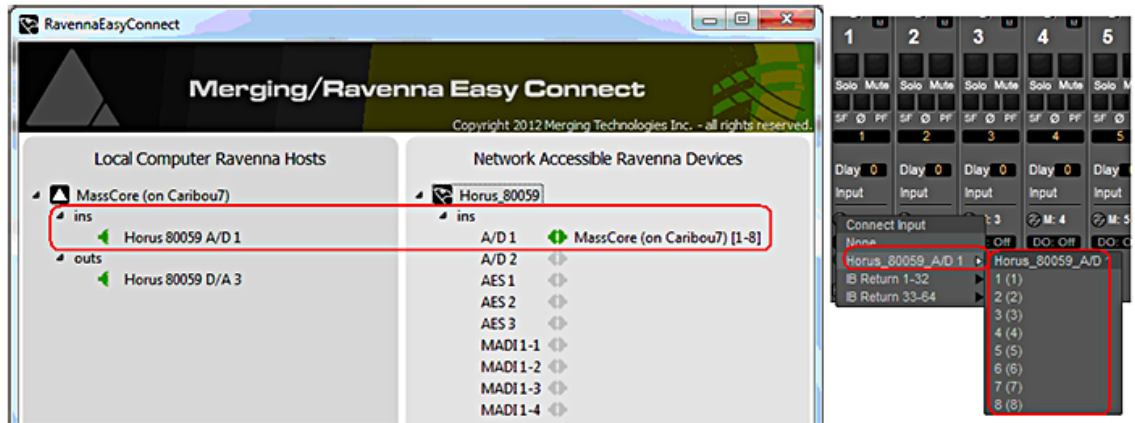 RavennaEasyConnect
Merging/Ravenna Easy Connect
Copyright 2012 Merging Technologies Inc. - all rights reserved.
Local Computer Ravenna Hosts
MassCore (on Caribou7)
ins
Horus 80059 A/D 1
outs
Horus 80059 D/A 3
Network Accessible Ravenna Devices
Horus_80059
ins
A/D 1 MassCore (on Caribou7) [1-8]
A/D 2
AES 1
AES 2
AES 3
MADI 1-1
MADI 1-2
MADI 1-3
MADI 1-4
M M M M
1 2 3 4 5
Solo Mute Solo Mute Solo Mute Solo Mute Solo M
SF Ø PF SF Ø PF SF Ø PF SF Ø PF SF Ø
1 2 3 4 5
Dlay 0 Dlay 0 Dlay 0 Dlay 0 Dlay
Input Input Input Input Input
: 3 M: 4 M: 5
: Off DO: Off DO: O
Connect Input
None
Horus_80059_A/D 1
IB Return 1-32
IB Return 33-64
Horus_80059_A/D 1
1 (1)
2 (2)
3 (3)
4 (4)
5 (5)
6 (6)
7 (7)
8 (8)